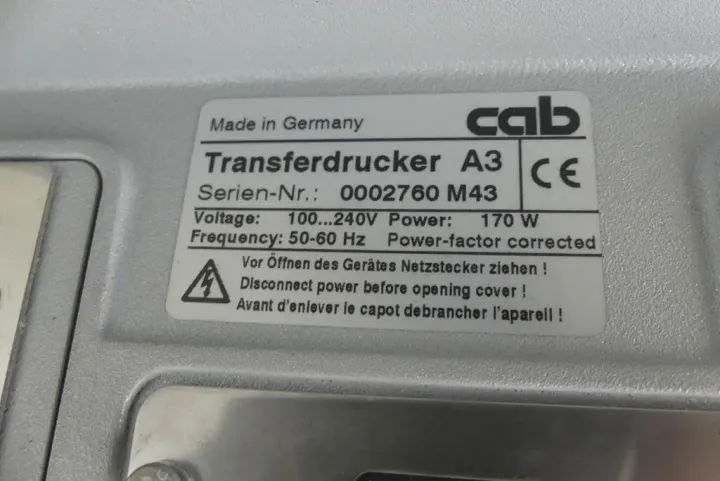 Made in Germany
cab
Transferdrucker A3
CE
Serien-Nr.: 0002760 M43
Voltage: 100...240V Power: 170 W
Frequency: 50-60 Hz Power-factor corrected
Vor Öffnen des Gerätes Netzstecker ziehen !
Disconnect power before opening cover !
Avant d'enlever le capot debrancher l'apareil !